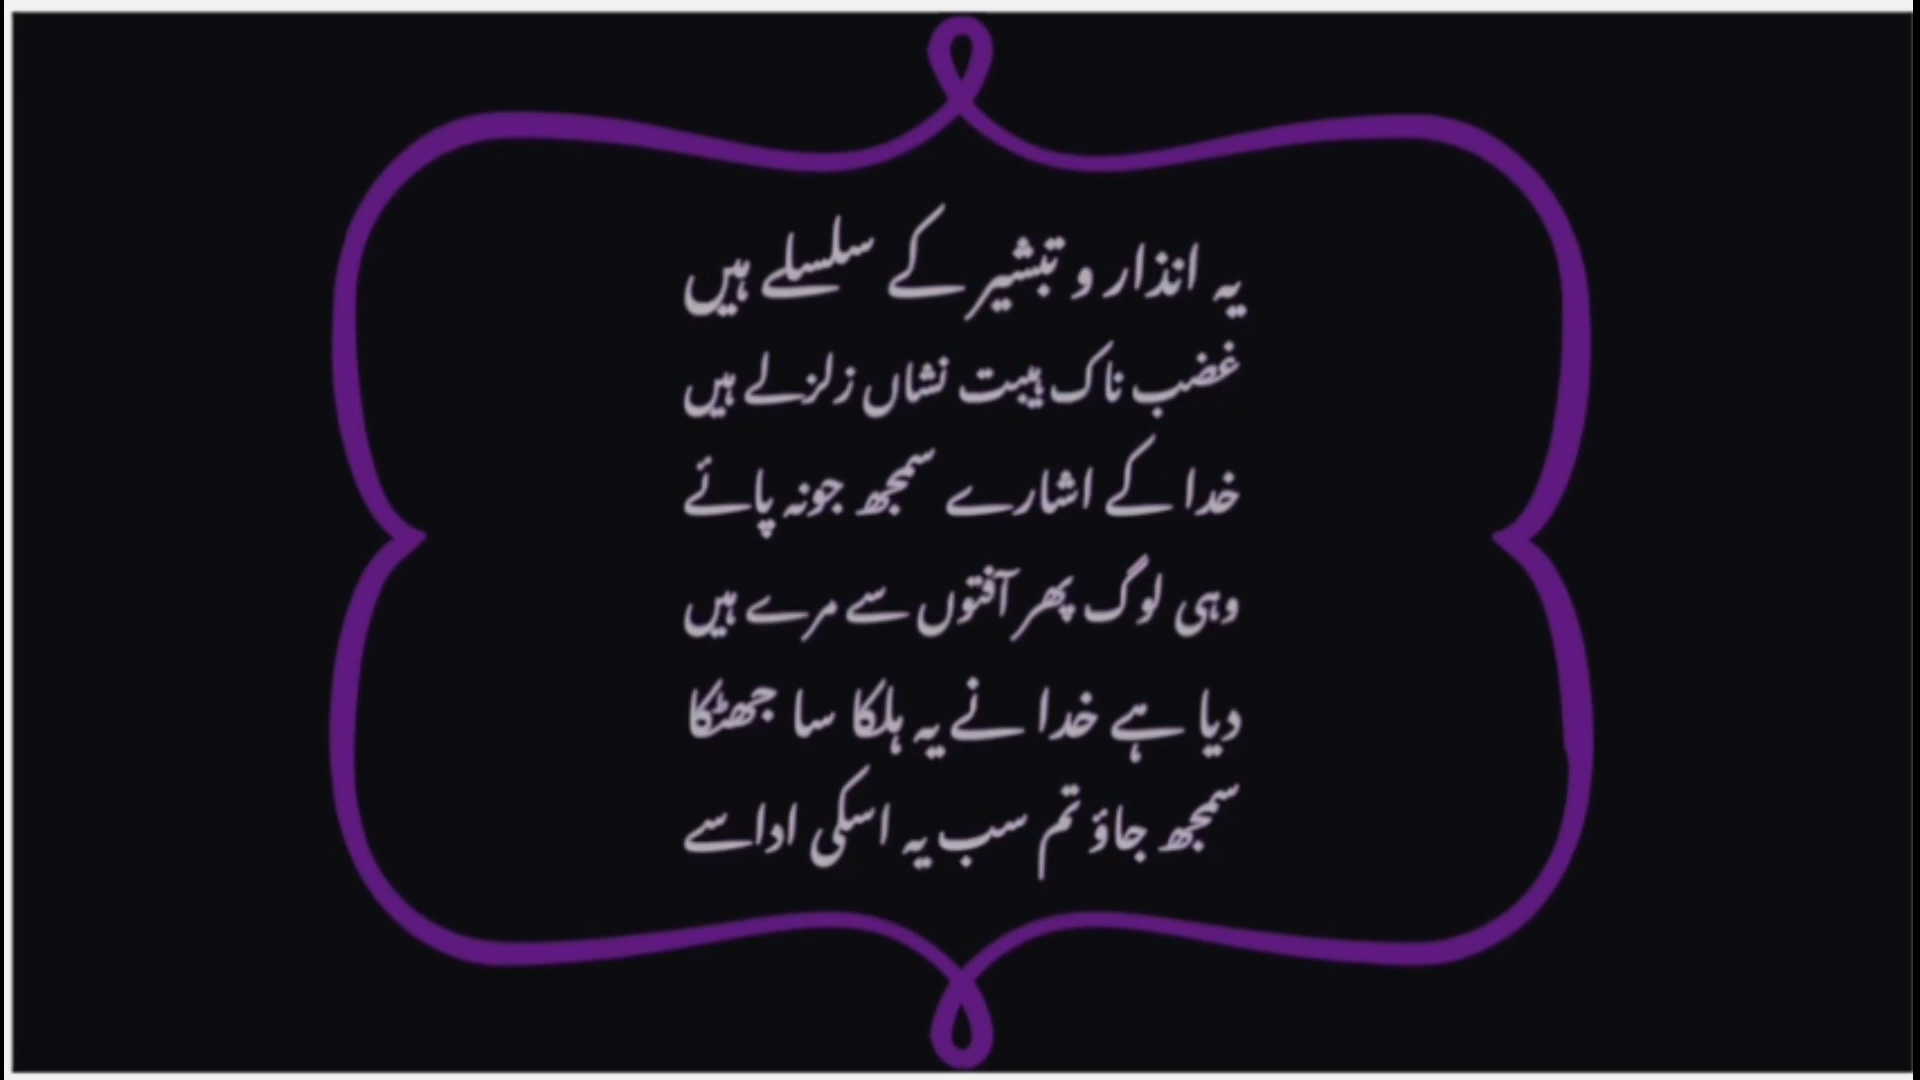 یہ انذار و تبشیر کے سلسلے ہیں
غضب ناک ہیبت نشاں زلزلے ہیں
خدا کے اشارے سمجھ جو نہ پائے
وہی لوگ پھر آفتوں سے مرے ہیں
دیا ہے خدا نے یہ ہلکا سا جھٹکا
سمجھ جاؤ تم سب یہ اسکی ادا سے